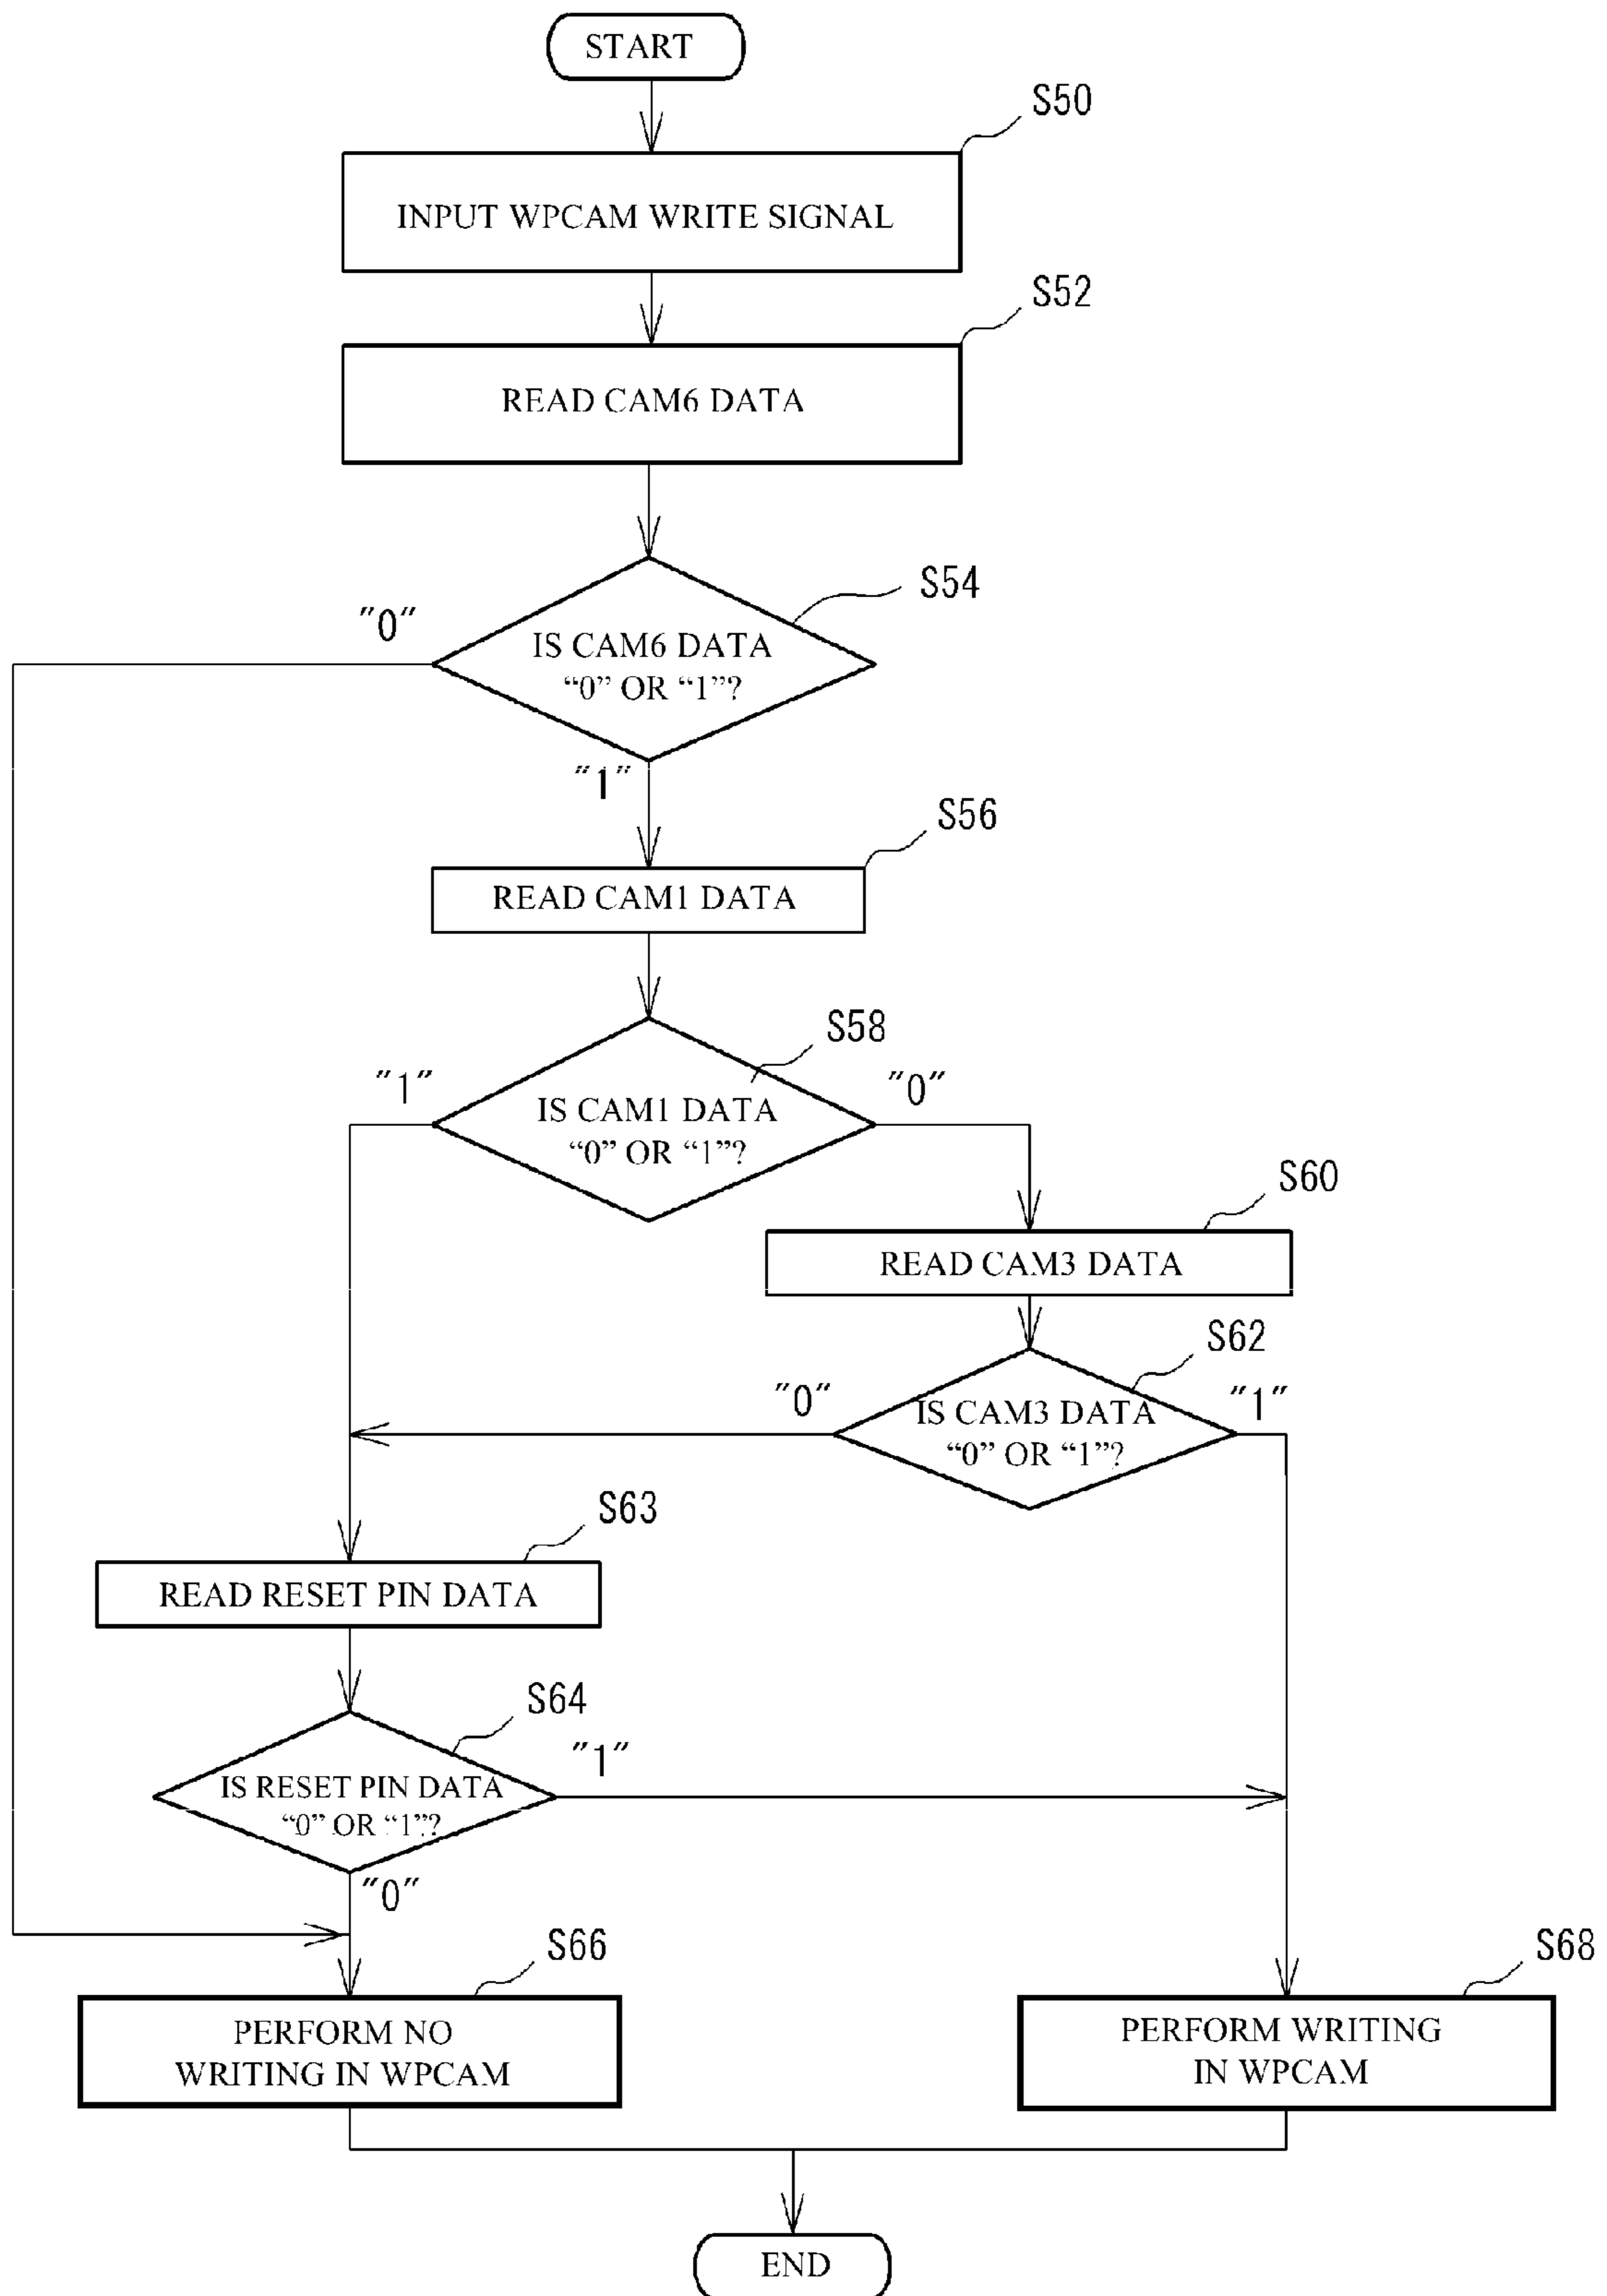 START
S50
INPUT WPCAM WRITE SIGNAL
S52
READ CAM6 DATA
S54
"0"
IS CAM6 DATA
“0” OR “1”?
"1"
S56
READ CAM1 DATA
S58
"1"
"0"
IS CAM1 DATA
“0” OR “1”?
S60
READ CAM3 DATA
S62
"0"
"1"
IS CAM3 DATA
“0” OR “1”?
S63
READ RESET PIN DATA
S64
"1"
IS RESET PIN DATA
“0” OR “1”?
"0"
S66
S68
PERFORM NO
WRITING IN WPCAM
PERFORM WRITING
IN WPCAM
END